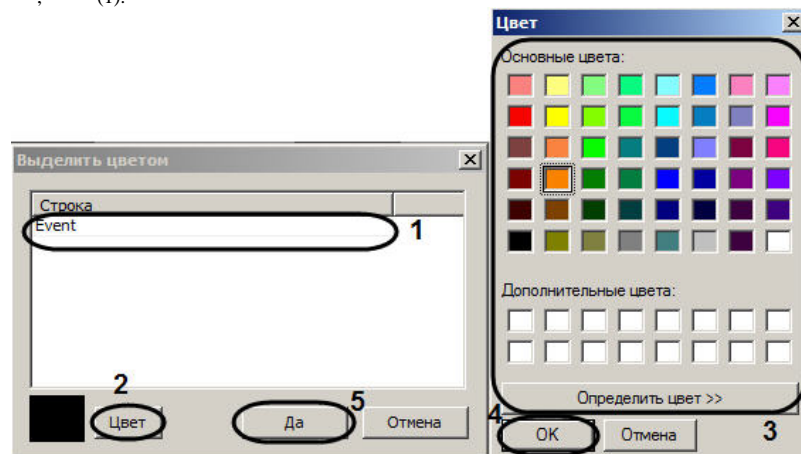 , (1).
Цвет
Основные цвета:
Выделить цветом
Строка
Event
1
Дополнительные цвета:
2
5
Определить цвет >>
4
Цвет
Да
Отмена
OK
Отмена
3